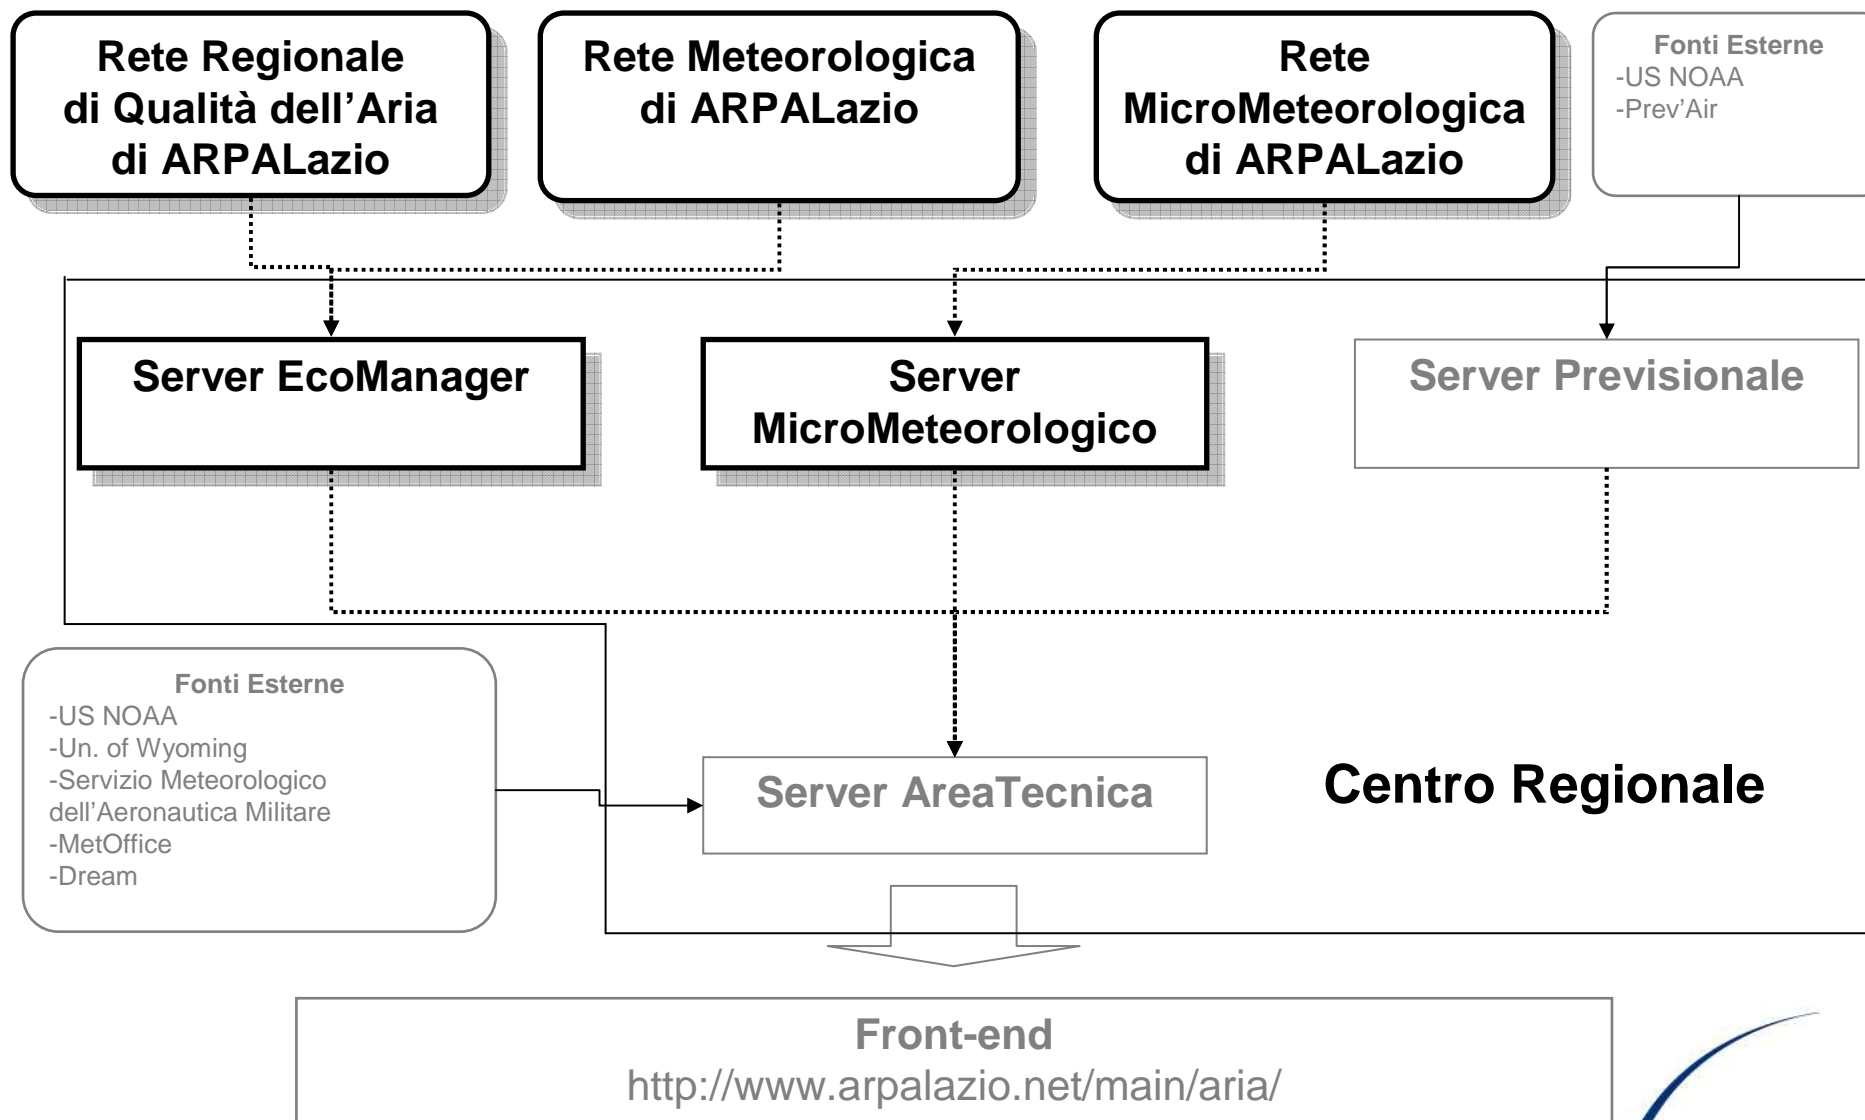 Rete Regionale
di Qualità dell’Aria
di ARPALazio
Rete Meteorologica
di ARPALazio
Rete
MicroMeteorologica
di ARPALazio
Fonti Esterne
-US NOAA
-Prev’Air
Server EcoManager
Server
MicroMeteorologico
Server Previsionale
Fonti Esterne
-US NOAA
-Un. of Wyoming
-Servizio Meteorologico
dell’Aeronautica Militare
-MetOffice
-Dream
Server AreaTecnica
Centro Regionale
Front-end
http://www.arpalazio.net/main/aria/